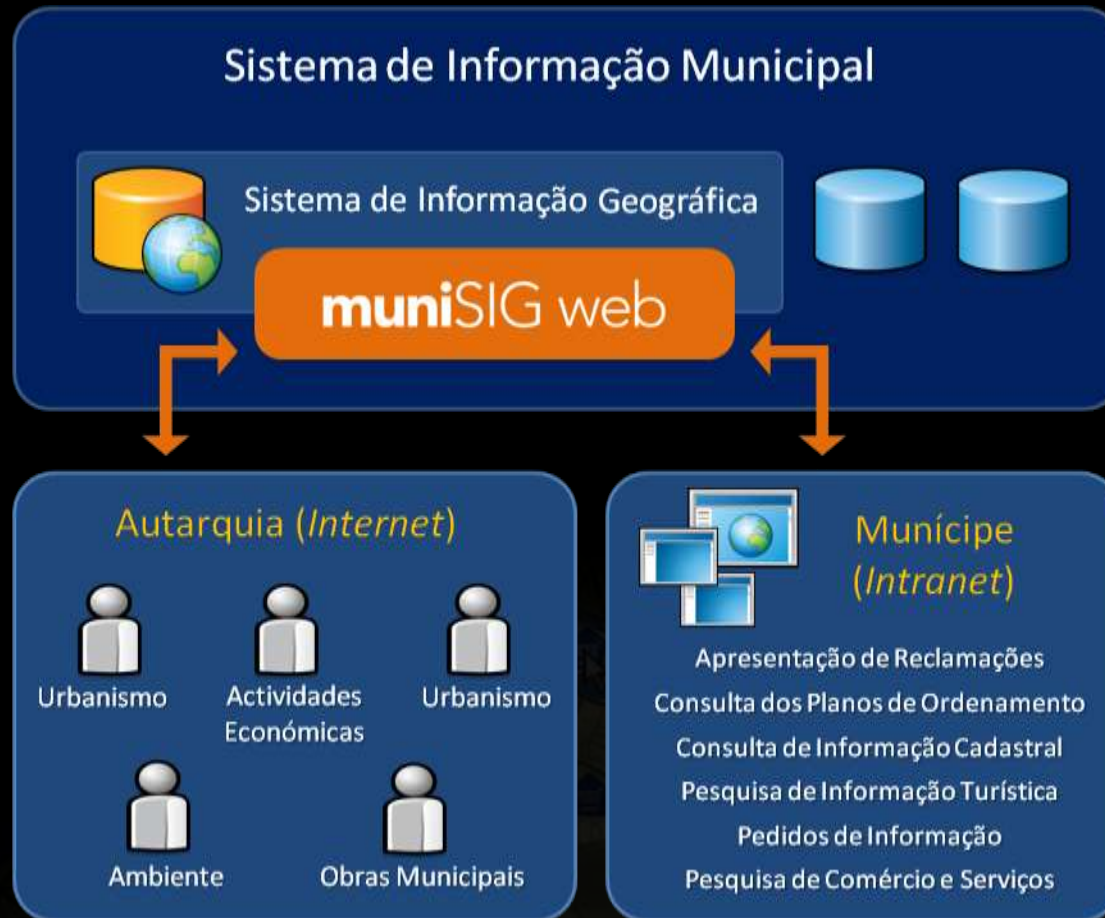 Sistema de Informação Municipal
Sistema de Informação Geográfica
muniSIG web
Autarquia (Internet)
Urbanismo
Actividades
Económicas
Urbanismo
Ambiente
Obras Municipais
Munícipe
(Intranet)
Apresentação de Reclamações
Consulta dos Planos de Ordenamento
Consulta de Informação Cadastral
Pesquisa de Informação Turística
Pedidos de Informação
Pesquisa de Comércio e Serviços